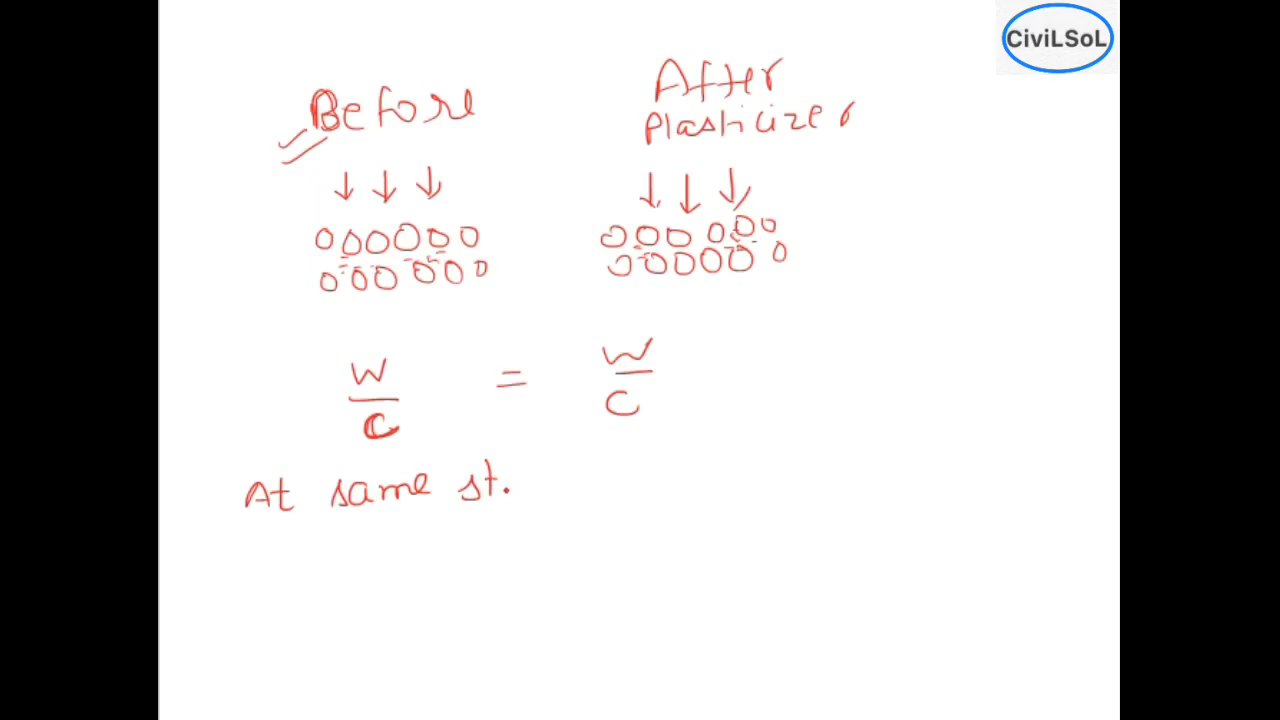 CiviLSoL
Before
After
Plasticizer
W
C
=
W
C
At same st.